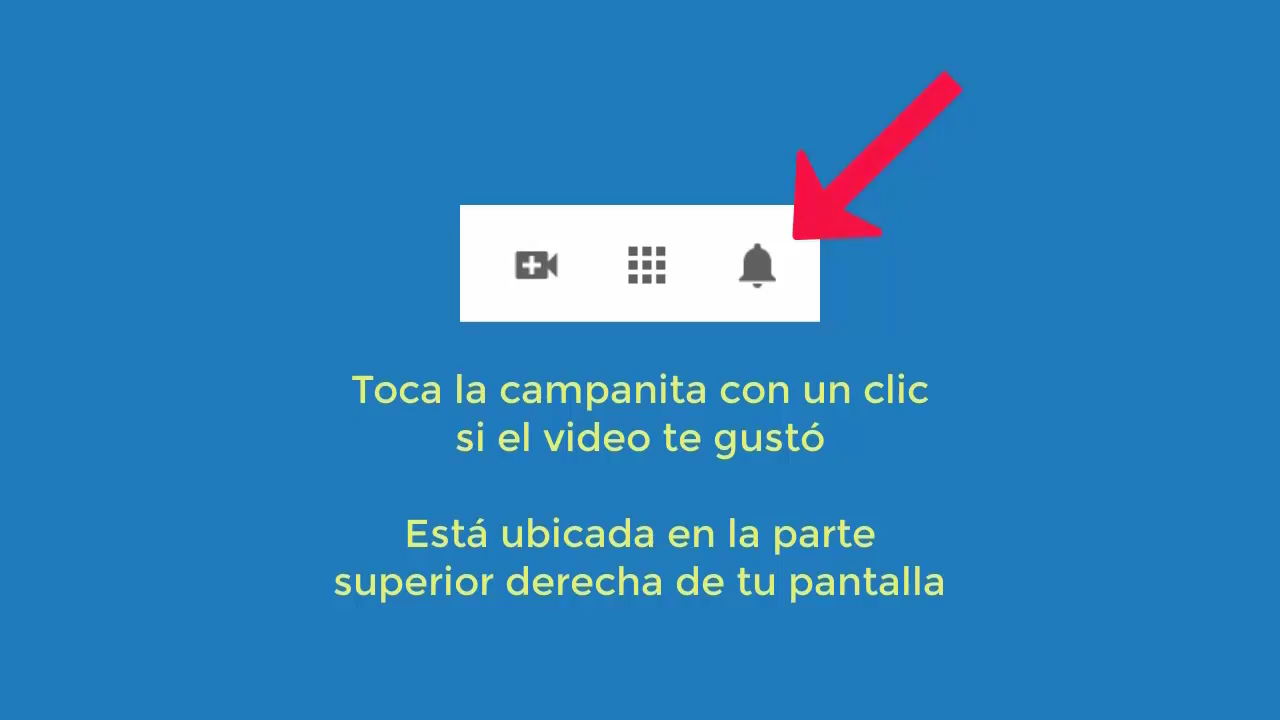 Toca la campanita con un clic
si el video te gustó
Está ubicada en la parte
superior derecha de tu pantalla